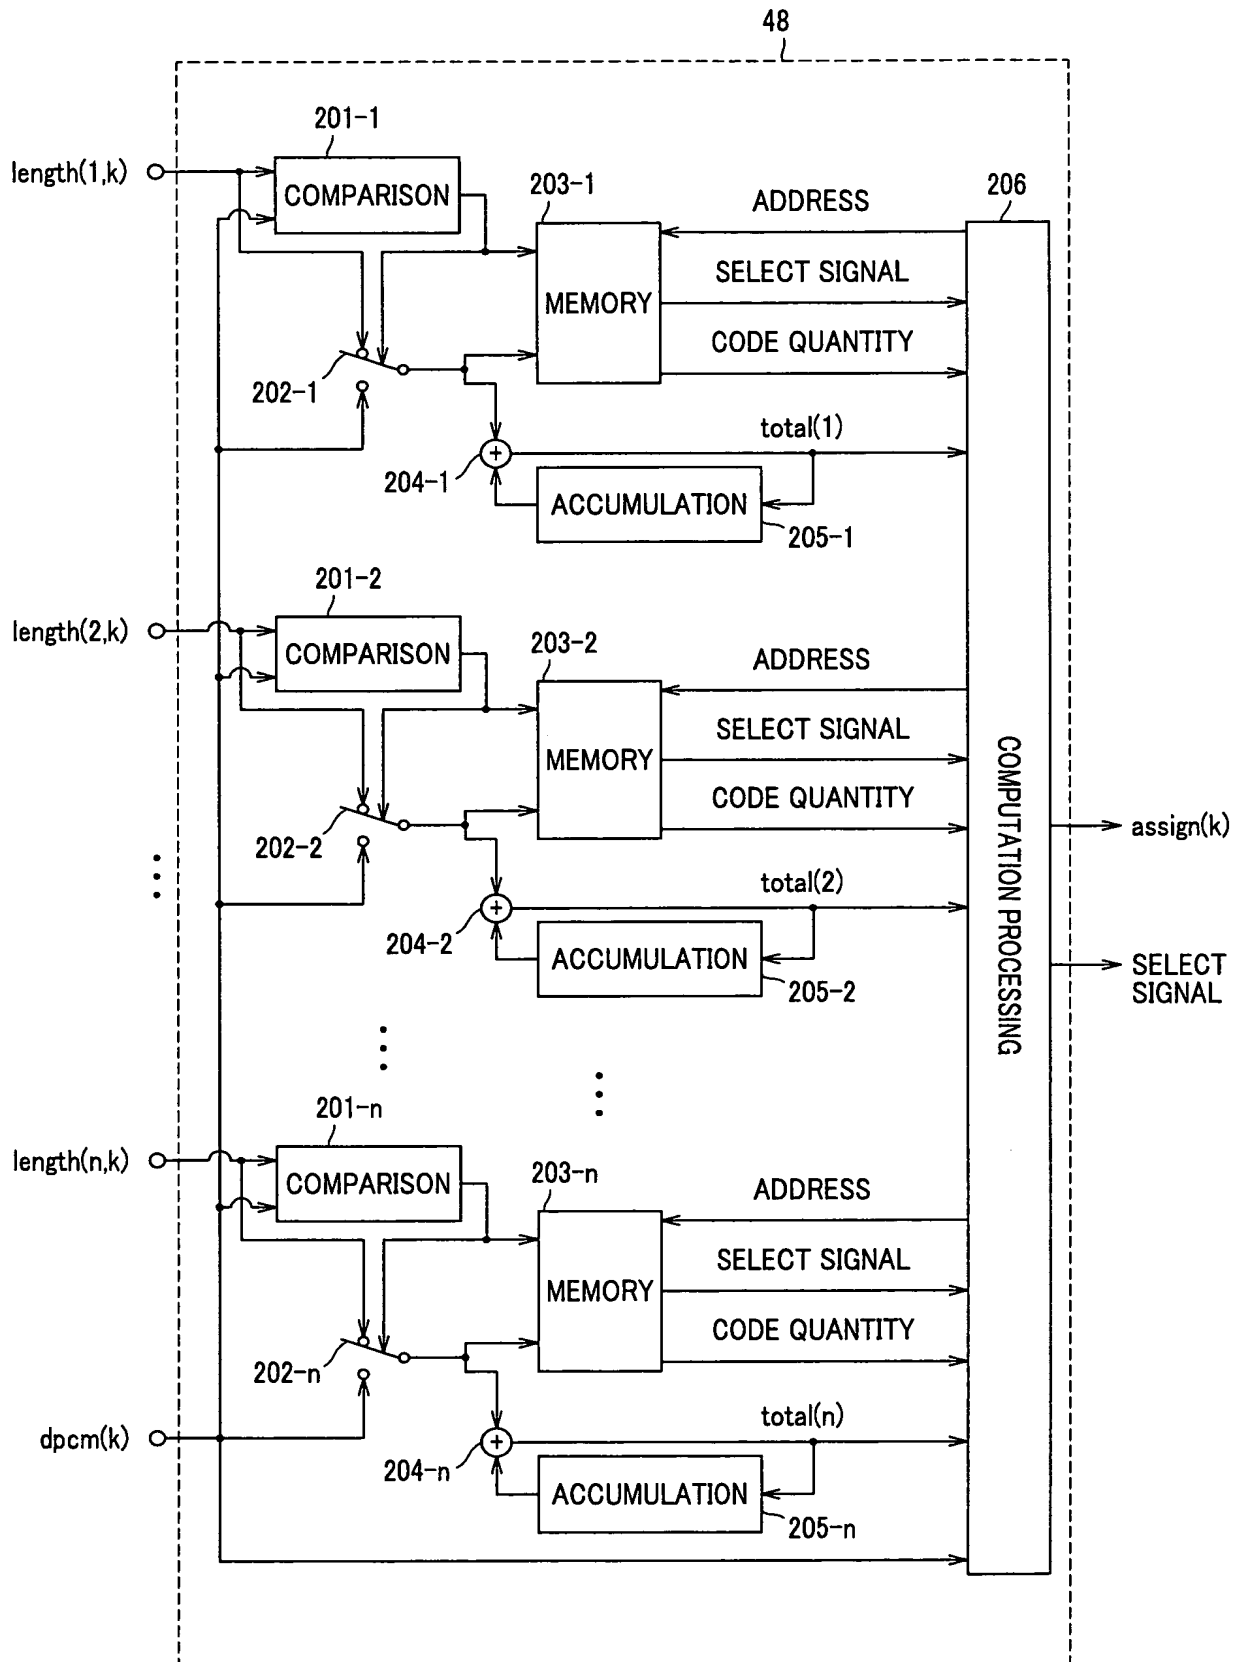 48
201-1
length(1,k)
COMPARISON
203-1
206
ADDRESS
SELECT SIGNAL
MEMORY
CODE QUANTITY
202-1
total(1)
204-1
ACCUMULATION
205-1
201-2
length(2,k)
COMPARISON
203-2
ADDRESS
SELECT SIGNAL
MEMORY
CODE QUANTITY
COMPUTATION PROCESSING
assign(k)
202-2
total(2)
204-2
ACCUMULATION
205-2
SELECT
SIGNAL
201-n
length(n,k)
COMPARISON
203-n
ADDRESS
SELECT SIGNAL
MEMORY
CODE QUANTITY
202-n
total(n)
dpcm(k)
204-n
ACCUMULATION
205-n